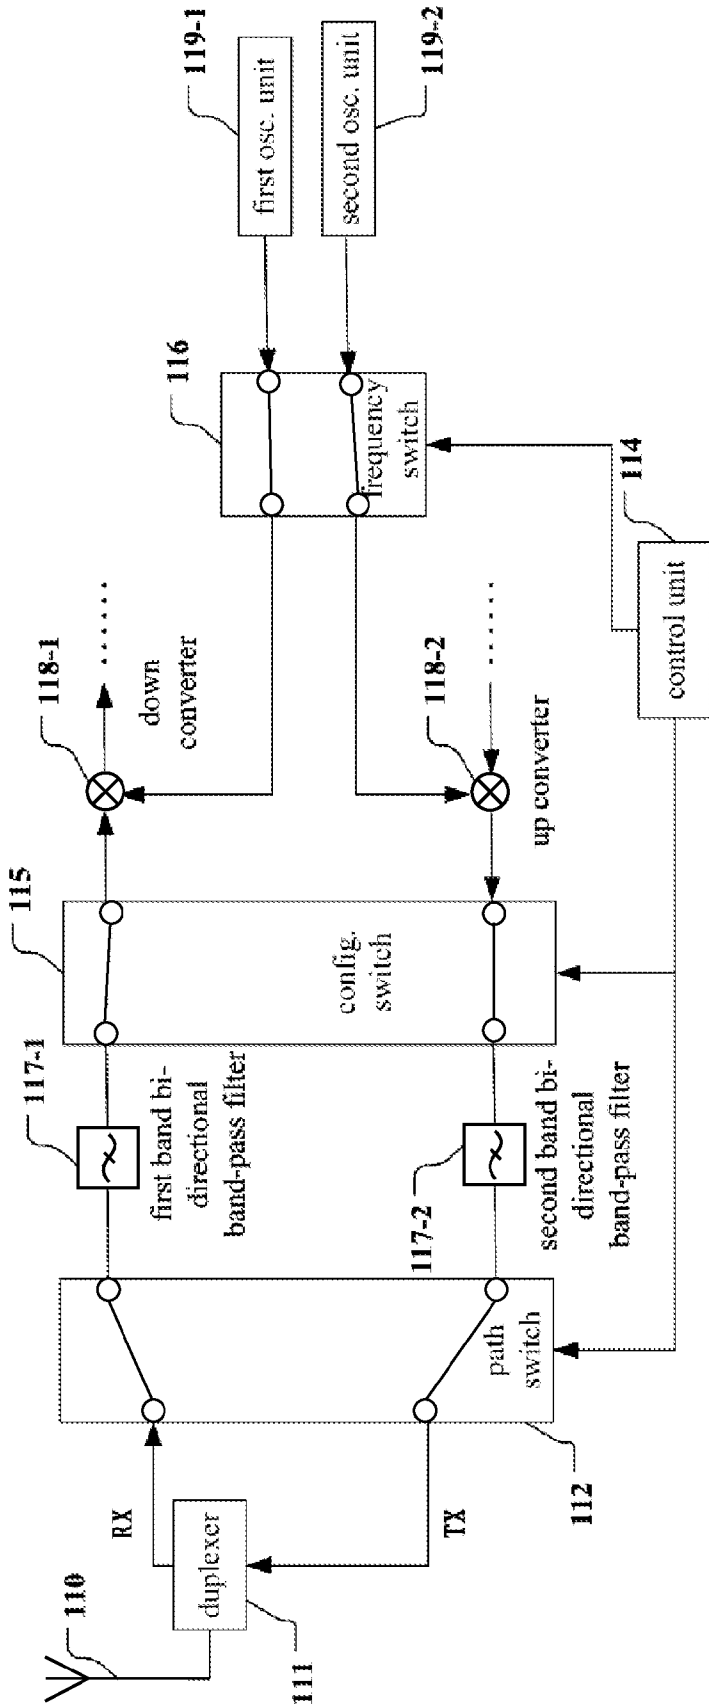 110
duplexer
111
RX
TX
path
switch
112
117-1
first band bi-
directional
band-pass filter
117-2
second band bi-
directional
band-pass filter
115
config.
switch
118-1
down
converter
......
118-2
up converter
......
116
frequency
switch
114
control unit
119-1
first osc. unit
second osc. unit
119-2